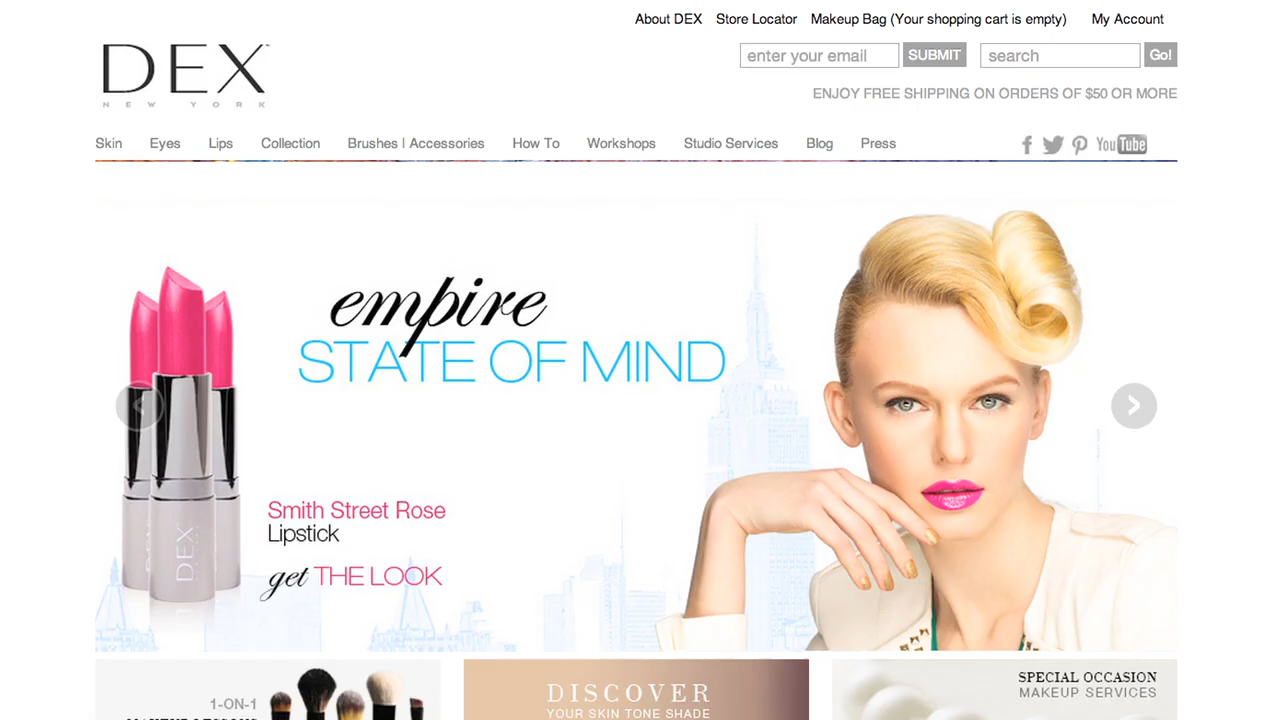 About DEX Store Locator Makeup Bag (Your shopping cart is empty) My Account
DEX
NEW YORK
enter your email SUBMIT search Go!
ENJOY FREE SHIPPING ON ORDERS OF $50 OR MORE
Skin Eyes Lips Collection Brushes | Accessories How To Workshops Studio Services Blog Press
YouTube
empire
STATE OF MIND
Smith Street Rose
Lipstick
get THE LOOK
DEX
1-ON-1
DISCOVER
YOUR SKIN TONE SHADE
SPECIAL OCCASION
MAKEUP SERVICES